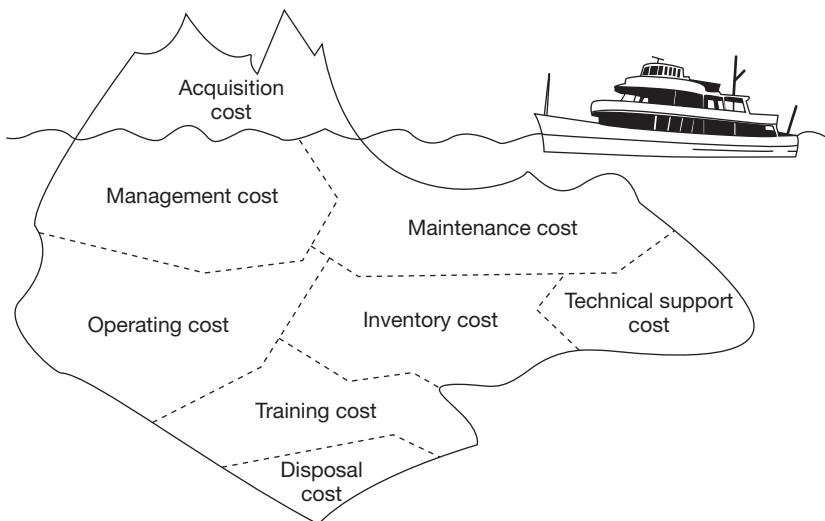 Acquisition
cost
Management cost
Maintenance cost
Technical support
cost
Operating cost
Inventory cost
Training cost
Disposal
cost